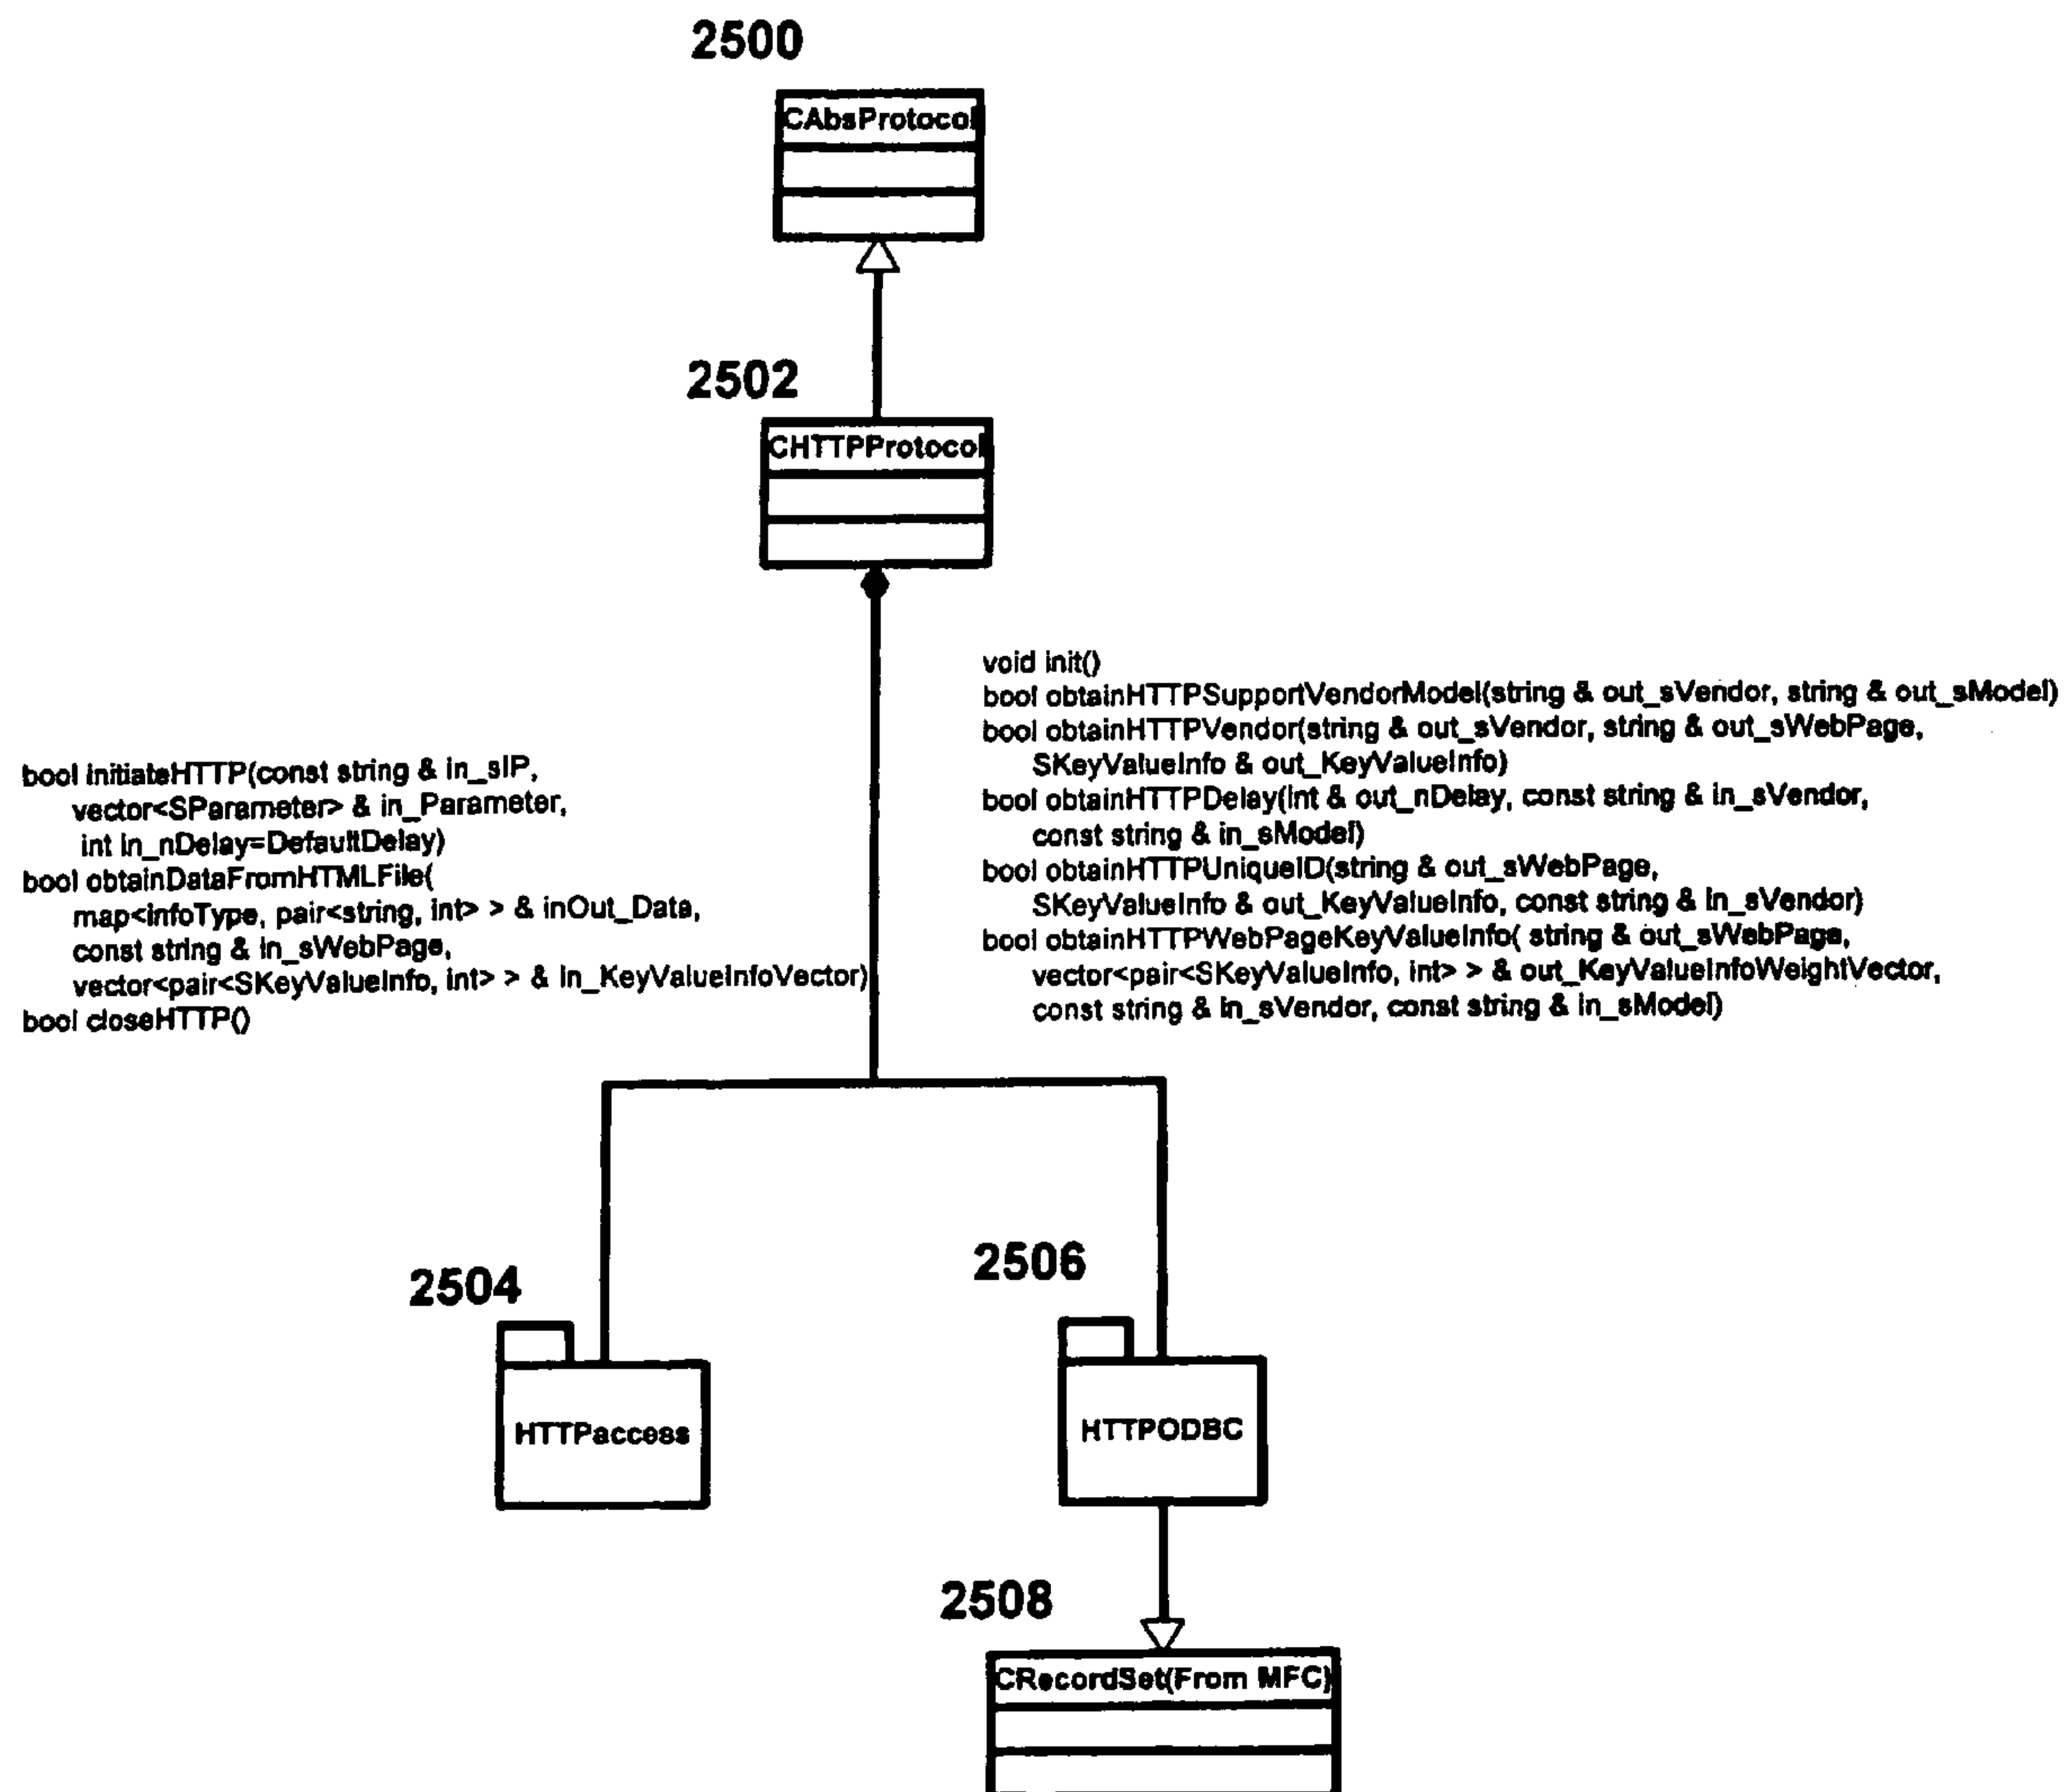 2500
CAbsProtocol
2502
CHTTPProtocol
bool initiateHTTP(const string & in_sIP,
vector<SParameter> & in_Parameter,
int in_nDelay=DefaultDelay)
bool obtainDataFromHTMLFile(
map<infoType, pair<string, int> > & inOut_Data,
const string & in_sWebPage,
vector<pair<SKeyValueInfo, int> > & in_KeyValueInfoVector)
bool closeHTTP()
void init()
bool obtainHTTPSupportVendorModel(string & out_sVendor, string & out_sModel)
bool obtainHTTPVendor(string & out_sVendor, string & out_sWebPage,
SKeyValueInfo & out_KeyValueInfo)
bool obtainHTTPDelay(int & out_nDelay, const string & in_sVendor,
const string & in_sModel)
bool obtainHTTPUniqueID(string & out_sWebPage,
SKeyValueInfo & out_KeyValueInfo, const string & in_sVendor)
bool obtainHTTPWebPageKeyValueInfo( string & out_sWebPage,
vector<pair<SKeyValueInfo, int> > & out_KeyValueInfoWeightVector,
const string & in_sVendor, const string & in_sModel)
2504
HTTPaccess
2506
HTTPODBC
2508
CRecordSet(From MFC)